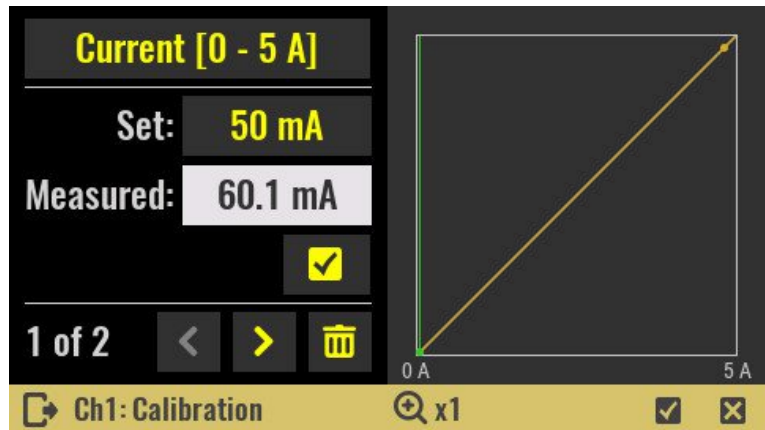 Current [0 - 5 A]
Set: 50 mA
Measured: 60.1 mA
1 of 2
0 A 5 A
Ch1: Calibration x1